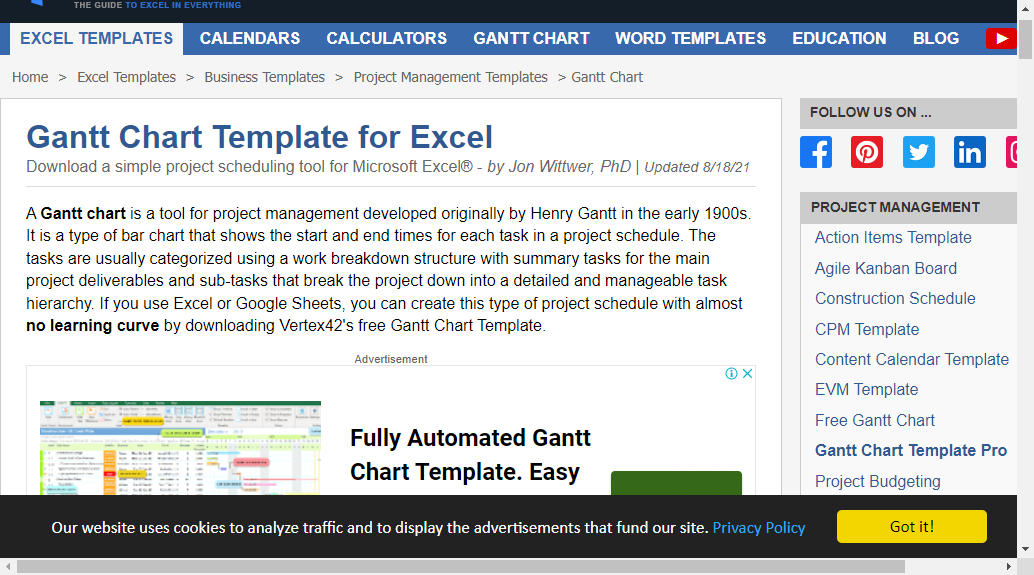 THE GUIDE TO EXCEL IN EVERYTHING
EXCEL TEMPLATES CALENDARS CALCULATORS GANTT CHART WORD TEMPLATES EDUCATION BLOG
Home > Excel Templates > Business Templates > Project Management Templates > Gantt Chart
Gantt Chart Template for Excel
Download a simple project scheduling tool for Microsoft Excel® - by Jon Wittwer, PhD | Updated 8/18/21
A Gantt chart is a tool for project management developed originally by Henry Gantt in the early 1900s.
It is a type of bar chart that shows the start and end times for each task in a project schedule. The
tasks are usually categorized using a work breakdown structure with summary tasks for the main
project deliverables and sub-tasks that break the project down into a detailed and manageable task
hierarchy. If you use Excel or Google Sheets, you can create this type of project schedule with almost
no learning curve by downloading Vertex42's free Gantt Chart Template.
Advertisement
Fully Automated Gantt
Chart Template. Easy
FOLLOW US ON ...
PROJECT MANAGEMENT
Action Items Template
Agile Kanban Board
Construction Schedule
CPM Template
Content Calendar Template
EVM Template
Free Gantt Chart
Gantt Chart Template Pro
Project Budgeting
Our website uses cookies to analyze traffic and to display the advertisements that fund our site. Privacy Policy
Got it!